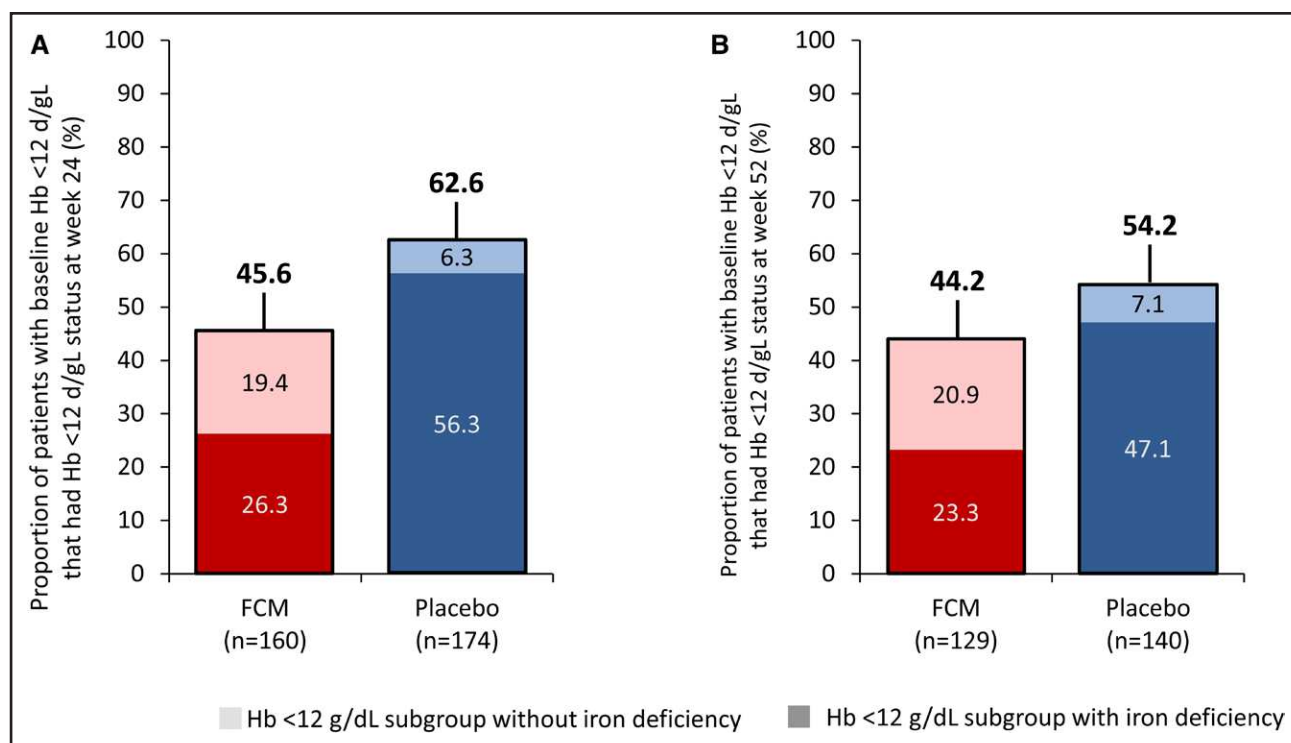 A
Proportion of patients with baseline Hb <12 d/gL
that had Hb <12 d/gL status at week 24 (%)
100
90
80
70
60
50
40
30
20
10
0
45.6
19.4
26.3
62.6
6.3
56.3
FCM
(n=160)
Placebo
(n=174)
B
Proportion of patients with baseline Hb <12 d/gL
that had Hb <12 d/gL status at week 52 (%)
100
90
80
70
60
50
40
30
20
10
0
44.2
20.9
23.3
54.2
7.1
47.1
FCM
(n=129)
Placebo
(n=140)
Hb <12 g/dL subgroup without iron deficiency
Hb <12 g/dL subgroup with iron deficiency